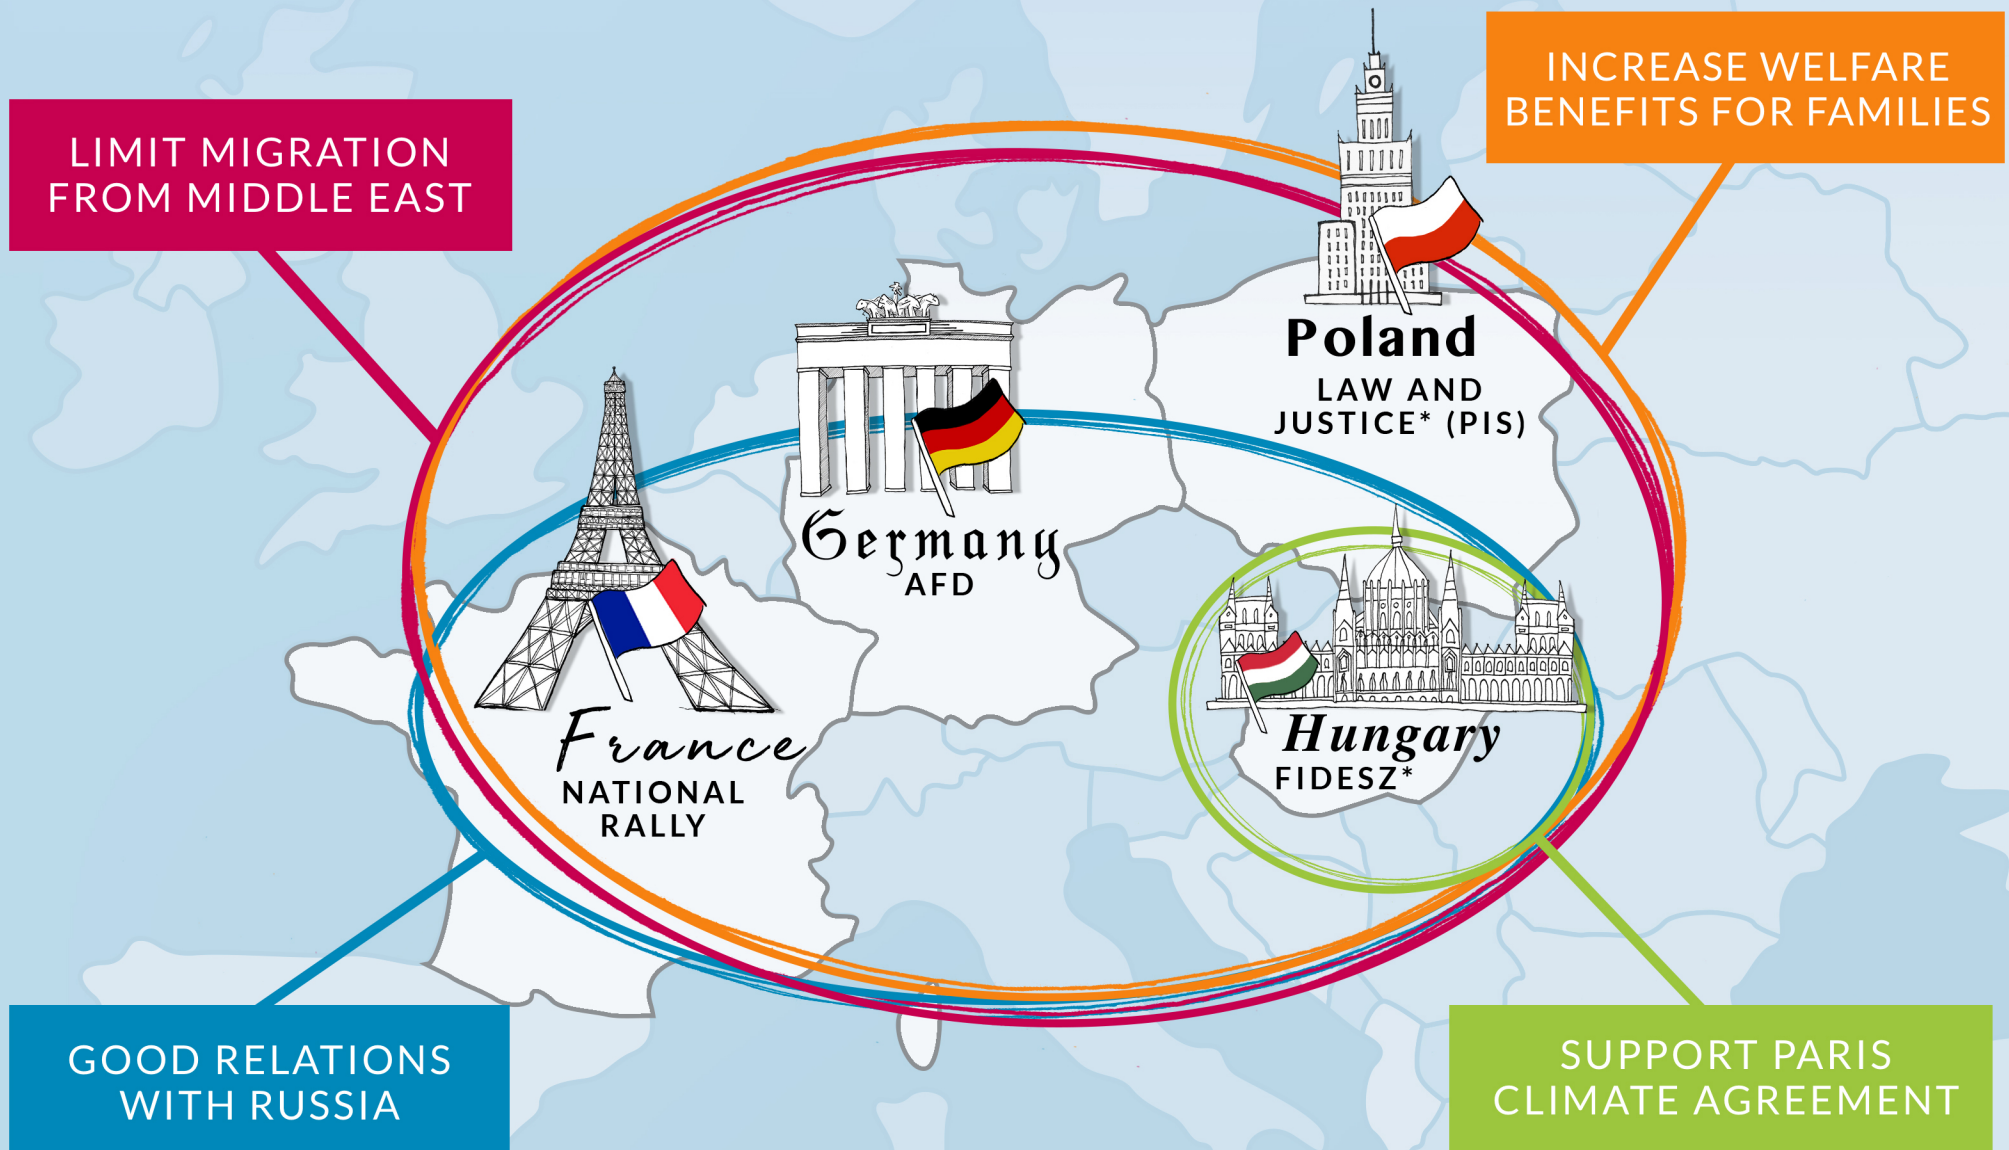 INCREASE WELFARE
BENEFITS FOR FAMILIES
LIMIT MIGRATION
FROM MIDDLE EAST
Poland
LAW AND
JUSTICE* (PIS)
Germany
AFD
France
NATIONAL
RALLY
Hungary
FIDESZ*
GOOD RELATIONS
WITH RUSSIA
SUPPORT PARIS
CLIMATE AGREEMENT